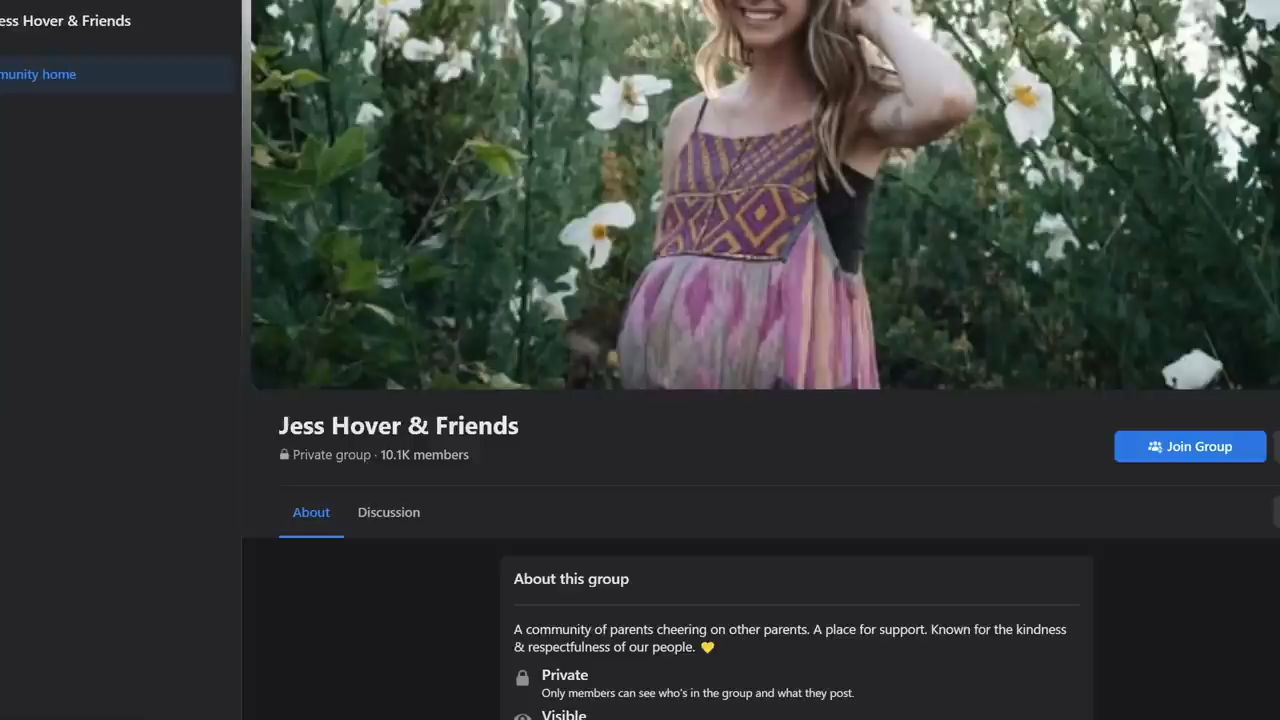 ess Hover & Friends
munity home
Jess Hover & Friends
Private group · 10.1K members
Join Group
About
Discussion
About this group
A community of parents cheering on other parents. A place for support. Known for the kindness
& respectfulness of our people. 💛
Private
Only members can see who's in the group and what they post.
Visible